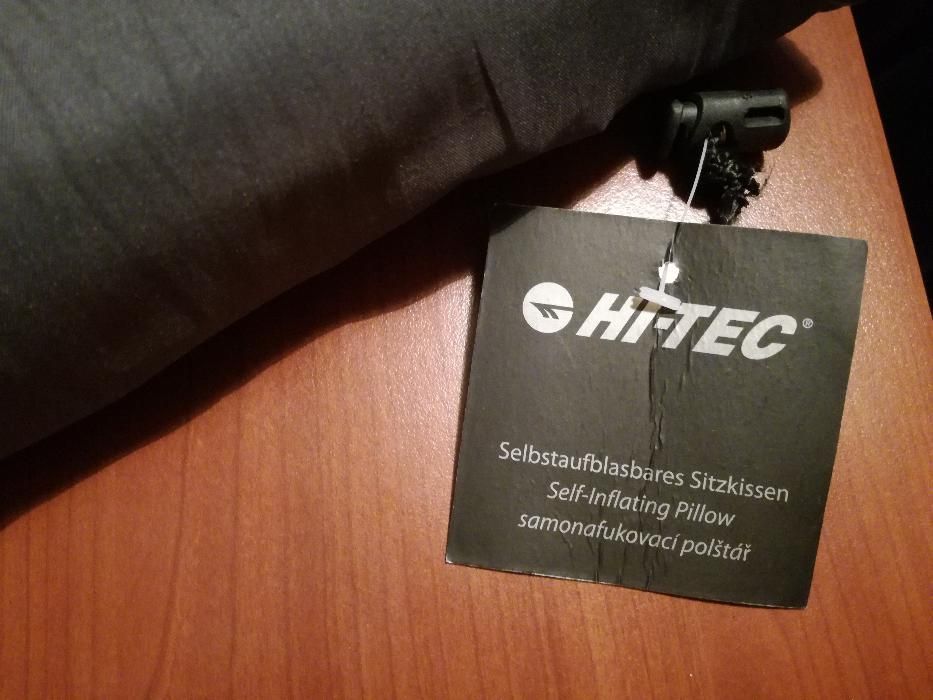 HI-TEC®
Selbstaufblasbares Sitzkissen
Self-Inflating Pillow
samonafukovací polštář